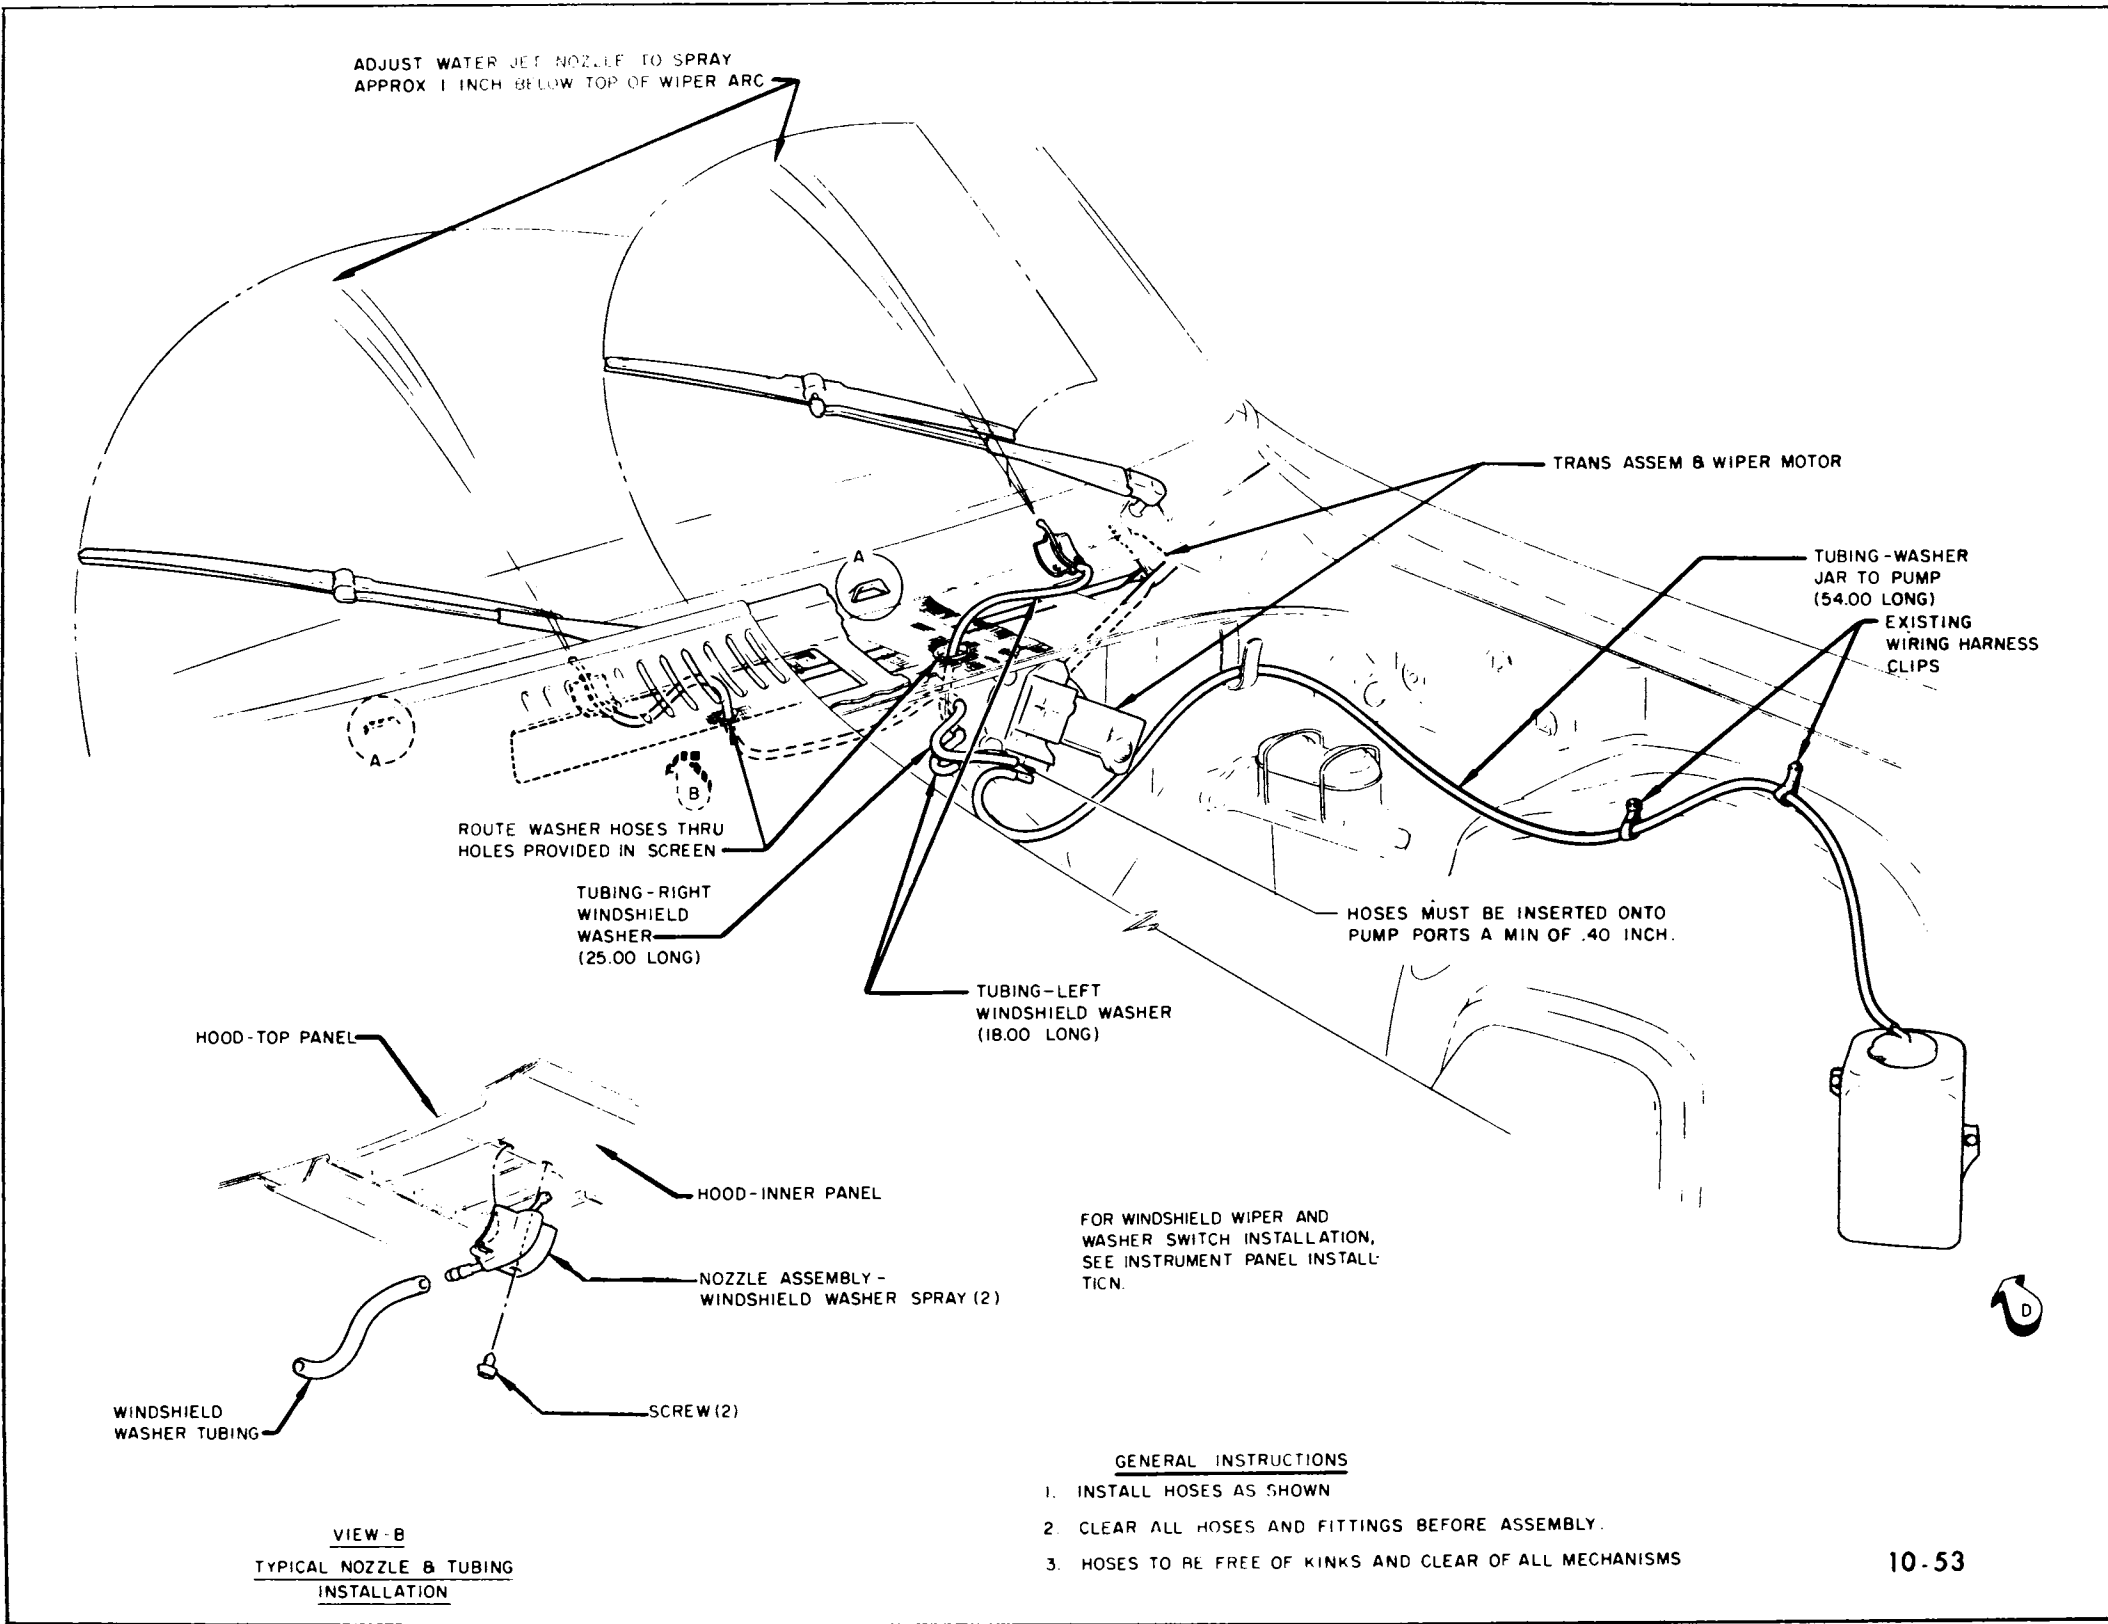 ADJUST WATER JET NOZZLE TO SPRAY
APPROX 1 INCH BELOW TOP OF WIPER ARC
TRANS ASSEM & WIPER MOTOR
TUBING-WASHER
JAR TO PUMP
(54.00 LONG)
EXISTING
WIRING HARNESS
CLIPS
A
A
B
ROUTE WASHER HOSES THRU
HOLES PROVIDED IN SCREEN
TUBING-RIGHT
WINDSHIELD
WASHER
(25.00 LONG)
HOSES MUST BE INSERTED ONTO
PUMP PORTS A MIN OF .40 INCH.
TUBING-LEFT
WINDSHIELD WASHER
(18.00 LONG)
HOOD-TOP PANEL
HOOD-INNER PANEL
NOZZLE ASSEMBLY-
WINDSHIELD WASHER SPRAY (2)
SCREW (2)
WINDSHIELD
WASHER TUBING
FOR WINDSHIELD WIPER AND
WASHER SWITCH INSTALLATION,
SEE INSTRUMENT PANEL INSTALL-
TICN.
D
VIEW-B
TYPICAL NOZZLE & TUBING
INSTALLATION
GENERAL INSTRUCTIONS
1. INSTALL HOSES AS SHOWN
2. CLEAR ALL HOSES AND FITTINGS BEFORE ASSEMBLY.
3. HOSES TO BE FREE OF KINKS AND CLEAR OF ALL MECHANISMS
10-53